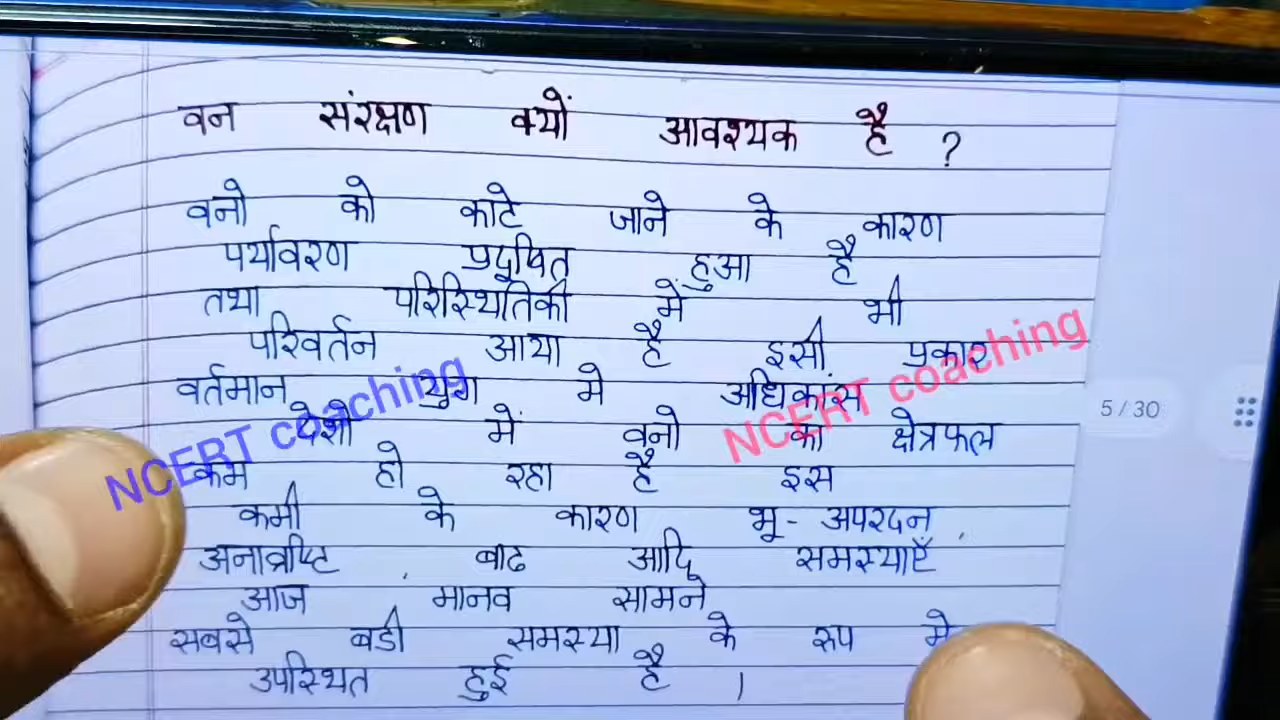 वन संरक्षण क्यों आवश्यक है ?
वनो को काटे जाने के कारण
पर्यावरण प्रदूषित हुआ है
तथा परिस्थितिकी में भी
परिवर्तन आया है इसी प्रकार
वर्तमान युग मे अधिकांस
देशो में वनो का क्षेत्रफल
कम हो रहा है इस
कमी के कारण भू - अपरदन,
अनाव्रष्टि , बाढ आदि समस्याएँ
आज मानव सामने
सबसे बडी समस्या के रुप मे
उपस्थित हुई है ।
NCERT coaching
NCERT coaching
5 / 30